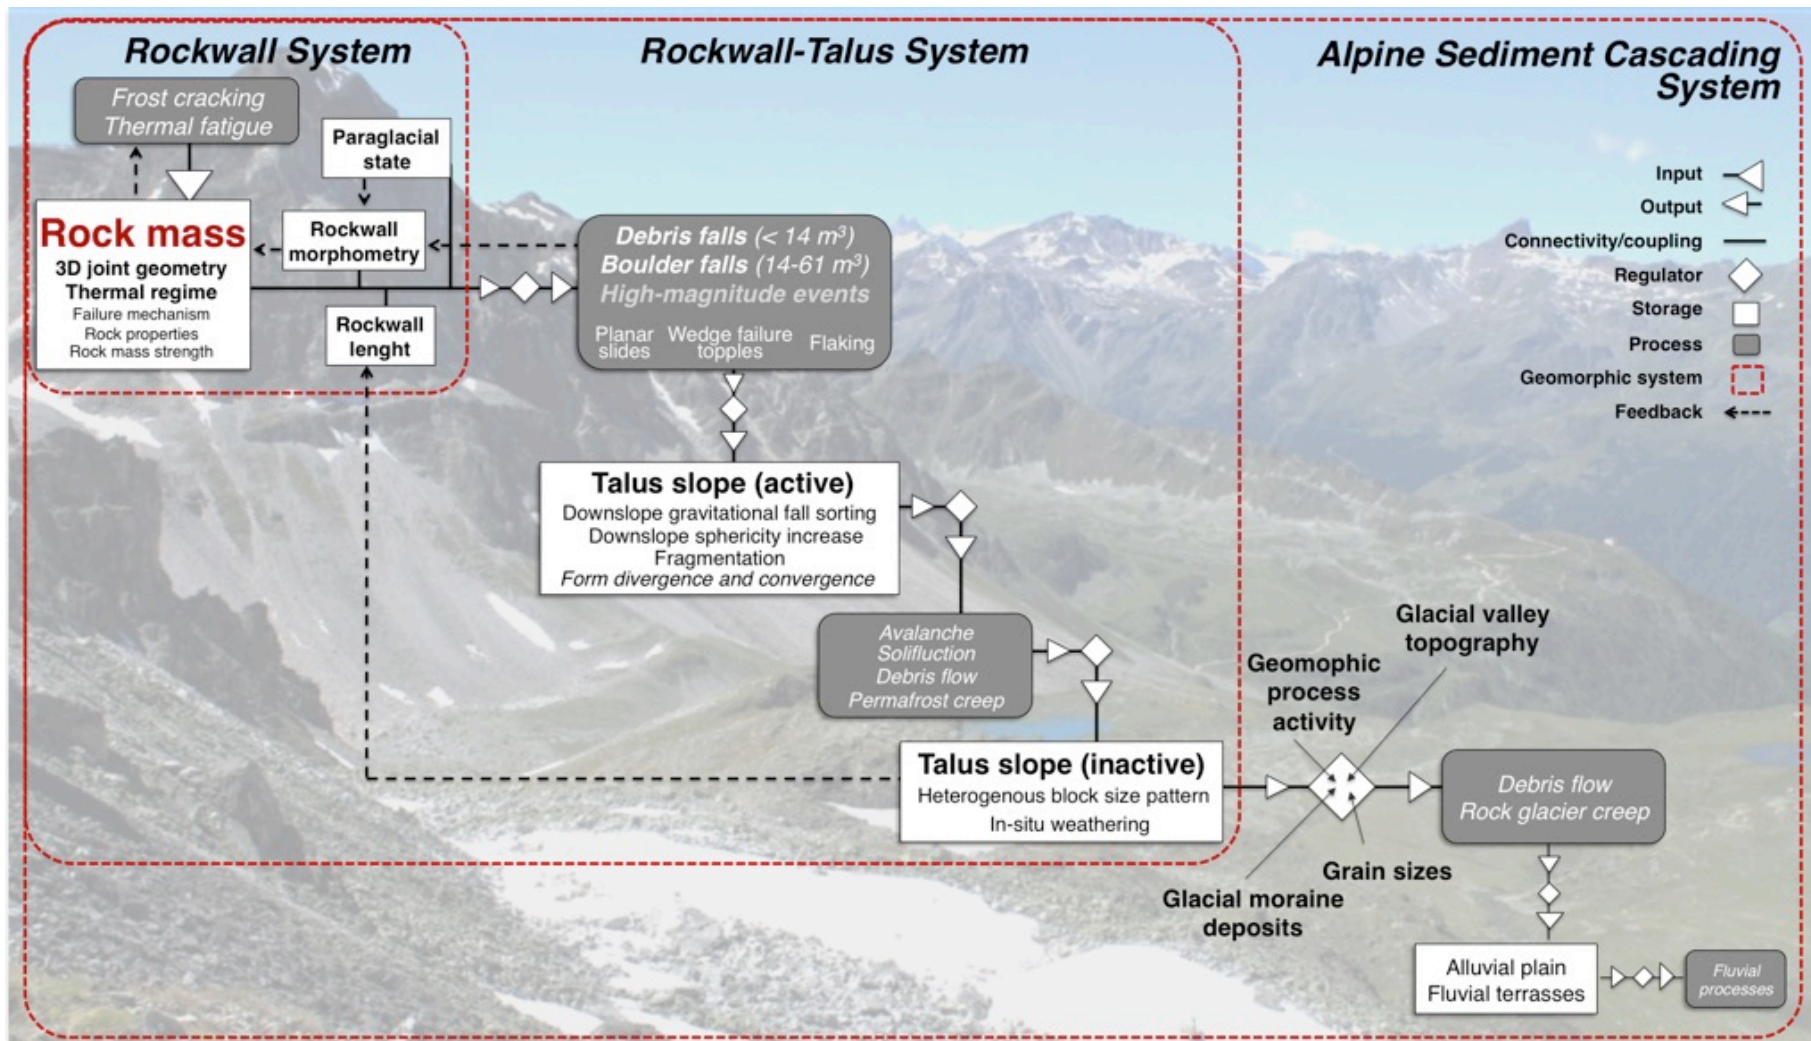 Rockwall System
Rockwall-Talus System
Alpine Sediment Cascading
System
Frost cracking
Thermal fatigue
Paraglacial
state
Rock mass
3D joint geometry
Thermal regime
Failure mechanism
Rock properties
Rock mass strength
Rockwall
morphometry
Rockwall
lenght
Debris falls (< 14 m³)
Boulder falls (14-61 m³)
High-magnitude events
Planar
slides
Wedge failure
topples
Flaking
Input
Output
Connectivity/coupling
Regulator
Storage
Process
Geomorphic system
Feedback
Talus slope (active)
Downslope gravitational fall sorting
Downslope sphericity increase
Fragmentation
Form divergence and convergence
Avalanche
Solifluction
Debris flow
Permafrost creep
Talus slope (inactive)
Heterogenous block size pattern
In-situ weathering
Geomophic
process
activity
Glacial valley
topography
Glacial moraine
deposits
Grain sizes
Debris flow
Rock glacier creep
Alluvial plain
Fluvial terrasses
Fluvial
processes